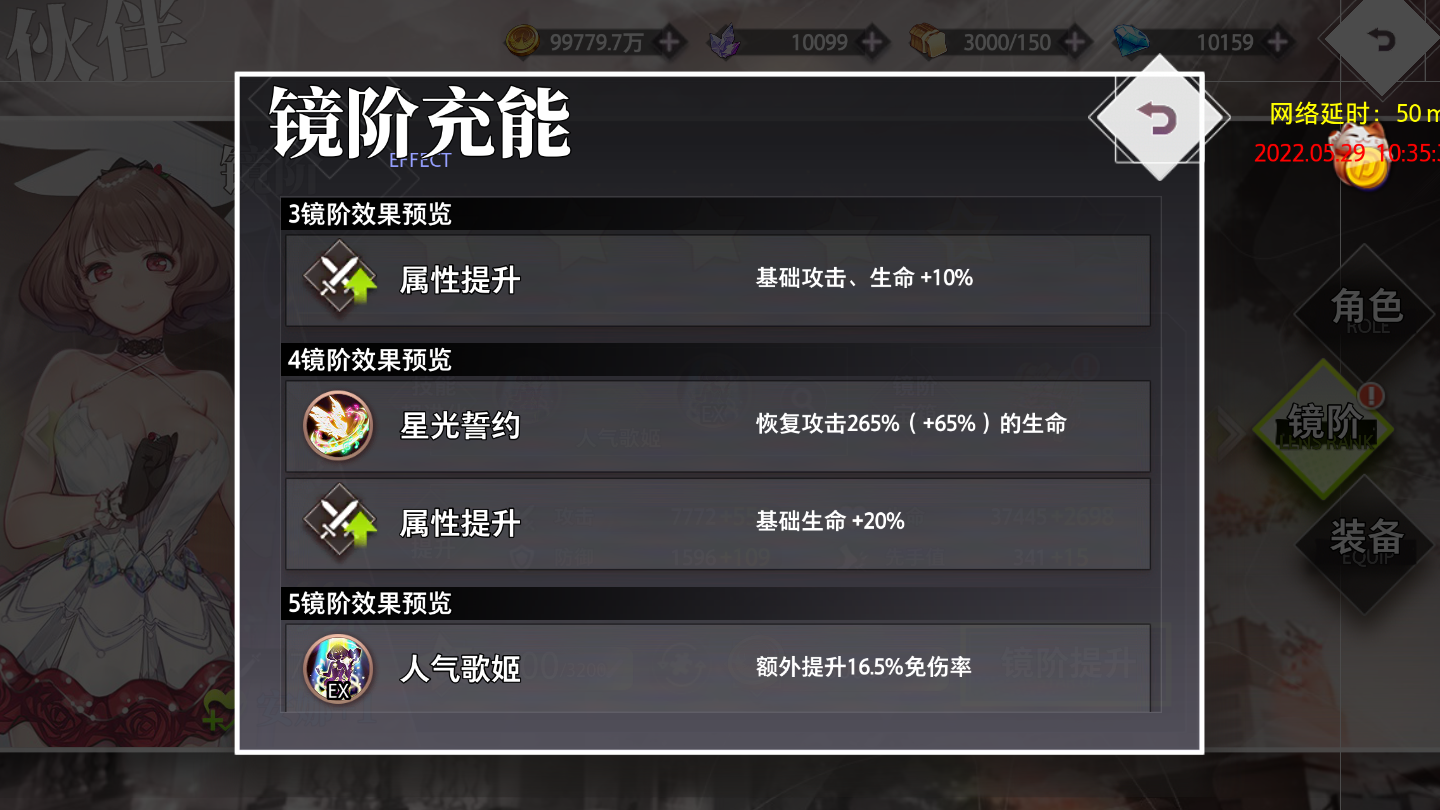 伙伴
99779.7万
10099
3000/150
10159
网络延时：50 m
2022.05.29 10:35:
镜阶充能
EFFECT
3镜阶效果预览
属性提升
基础攻击、生命 +10%
4镜阶效果预览
星光誓约
恢复攻击265%（+65%）的生命
属性提升
基础生命 +20%
5镜阶效果预览
人气歌姬
EX
额外提升16.5%免伤率
角色
ROLE
镜阶
LENS RANK
装备
EQUIP